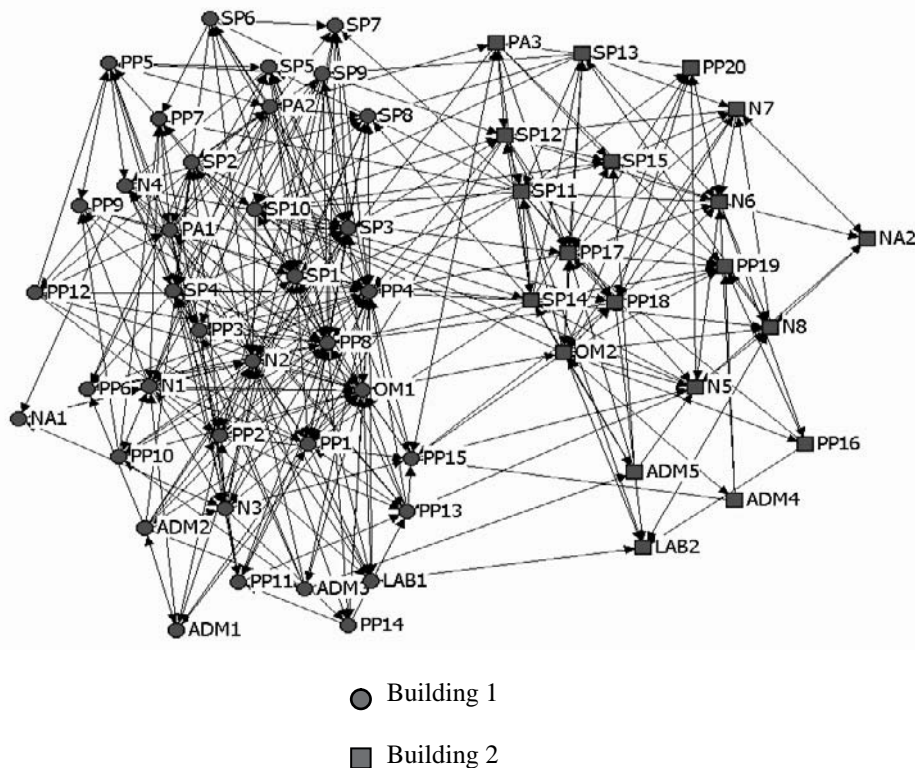 SP6
SP7
PA3
SP13
PP5
SP5
SP9
PP20
PA2
N7
PP7
SP8
SP12
SP2
SP15
N4
SP11
PP9
SP10
N6
PA1
SP3
NA2
PP17
PP19
SP1
PP12
SP4
PP4
SP14
PP18
PP3
N8
PP8
OM2
N2
PP6
N1
OM1
N5
NA1
PP2
PP1
PP16
PP10
PP15
ADM5
ADM4
N3
PP13
ADM2
LAB2
PP11
ADM3
LAB1
ADM1
PP14
Building 1
Building 2